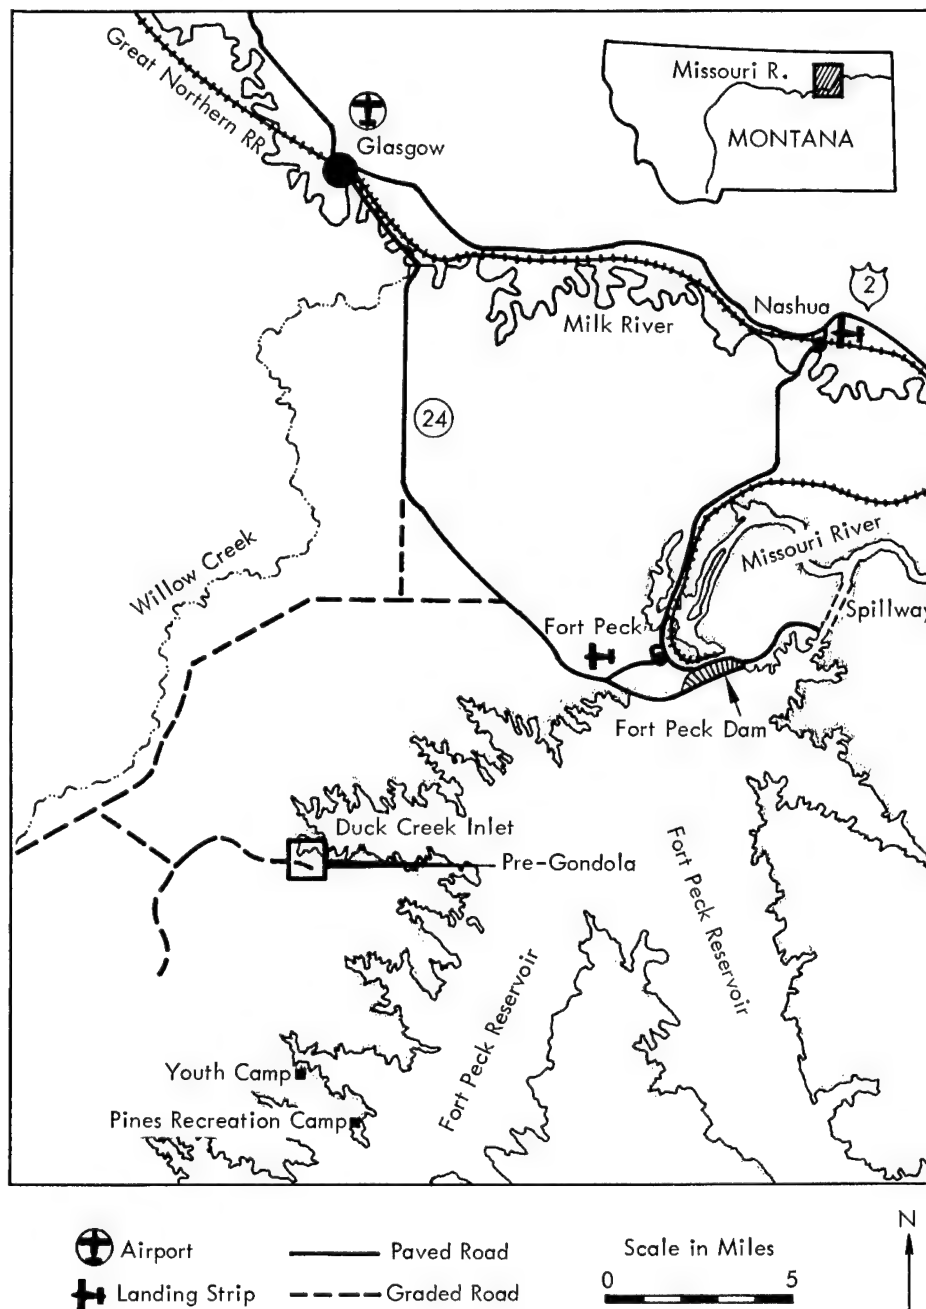 Great Northern RR
Glasgow
Missouri R.
MONTANA
2
Nashua
Milk River
24
Willow Creek
Missouri River
Spillway
Fort Peck
Fort Peck Dam
Duck Creek Inlet
Pre-Gondola
Fort Peck Reservoir
Fort Peck Reservoir
Youth Camp
Pines Recreation Camp
N
Airport
Paved Road
Scale in Miles
Landing Strip
Graded Road
0
5